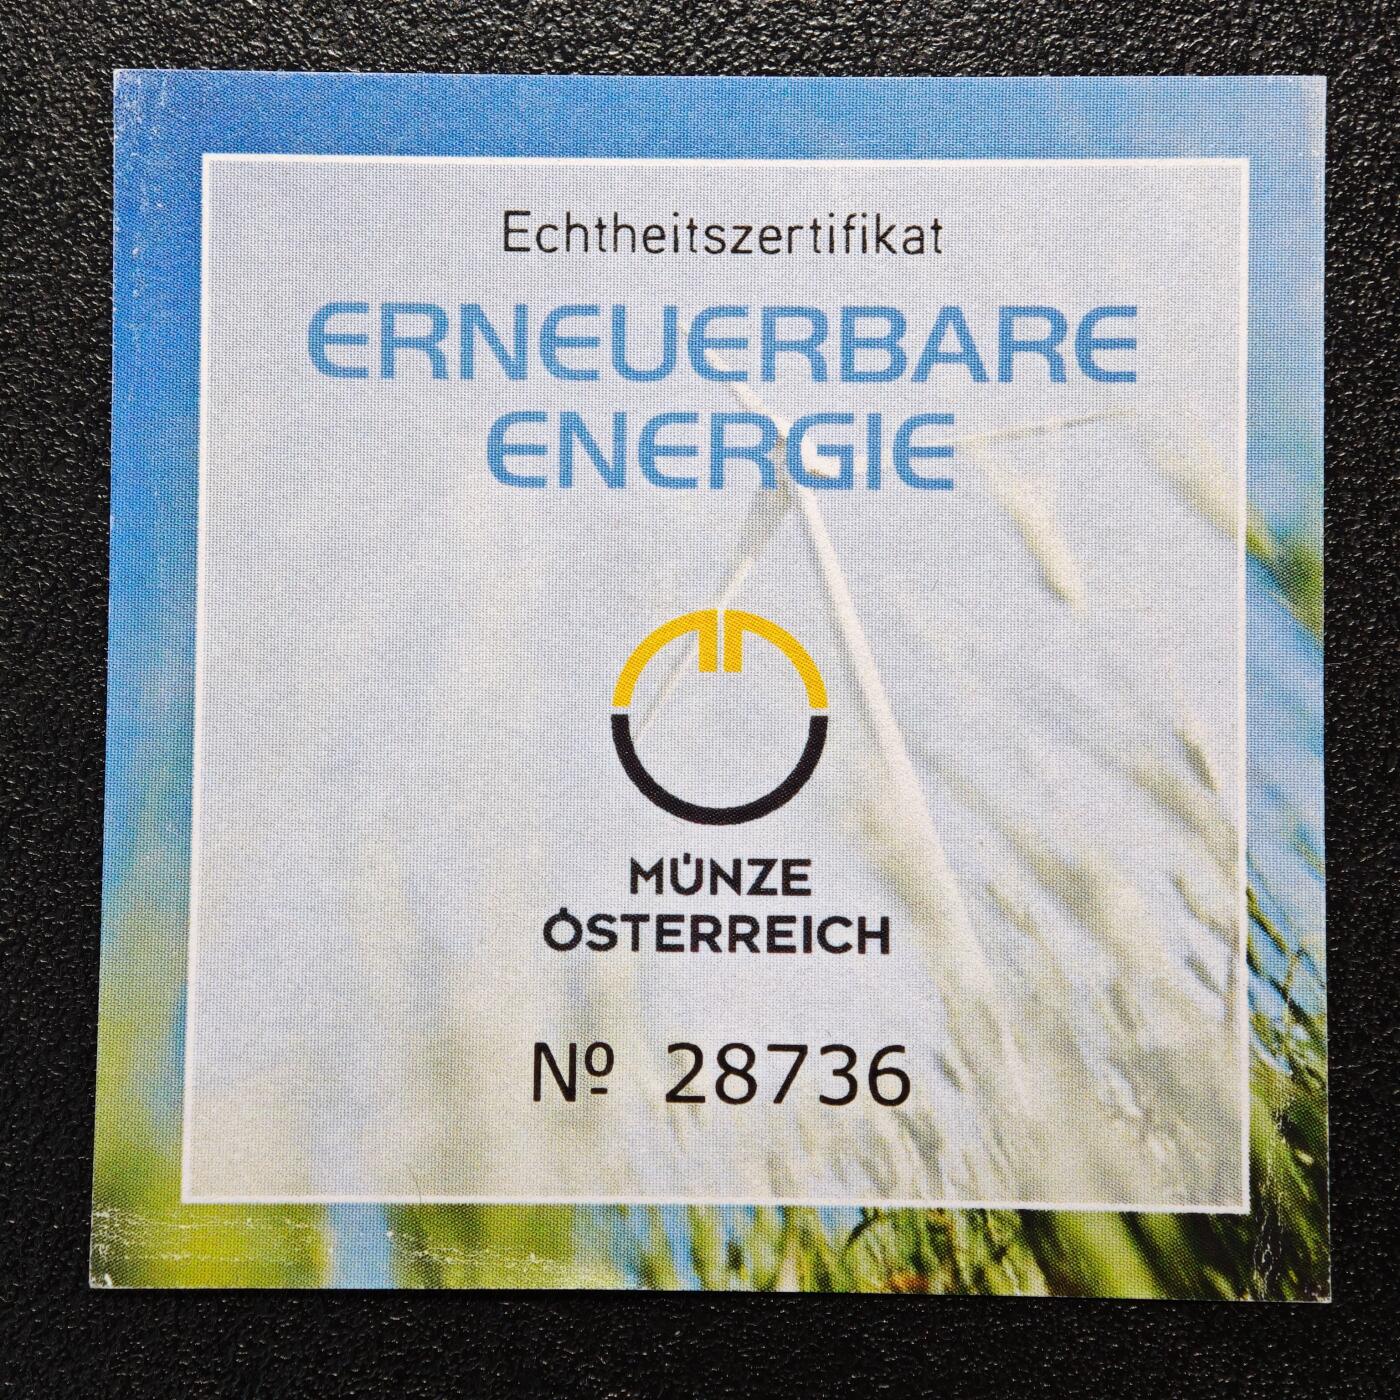 Echtheitszertifikat
ERNEUERBARE
ENERGIE
MÜNZE
ÖSTERREICH
Nº 28736